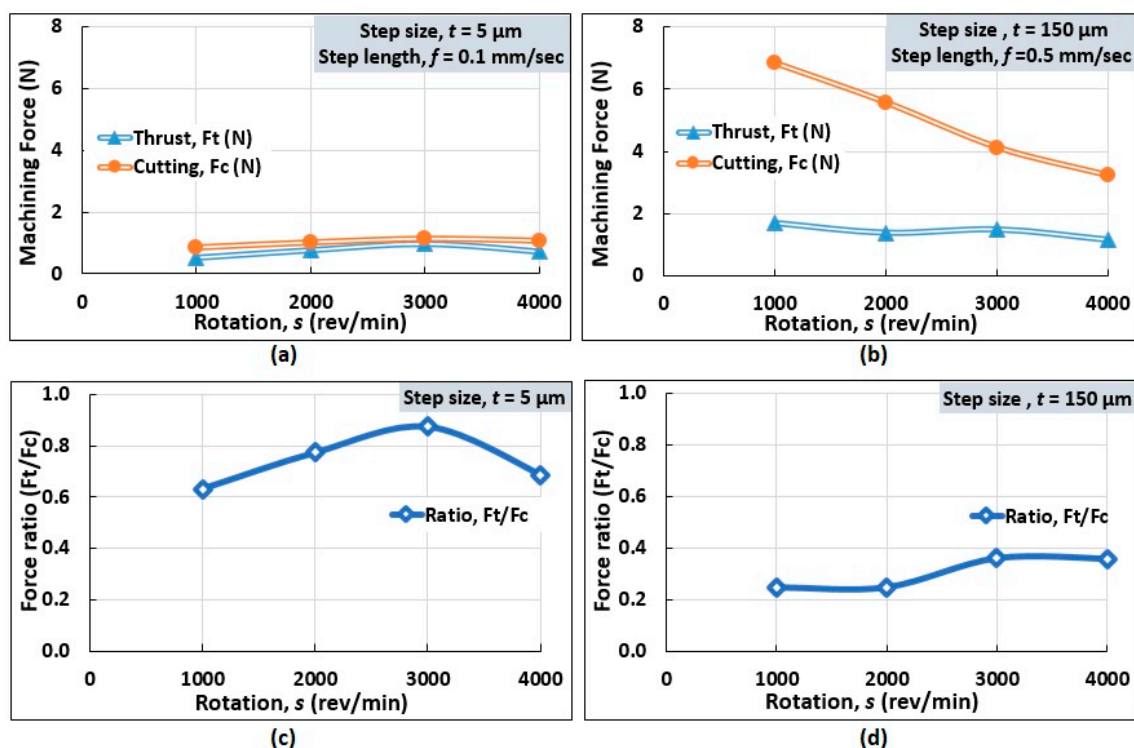 Step size, t = 5 μm
Step length, f = 0.1 mm/sec
Machining Force (N)
8
6
4
2
0
Thrust, Ft (N)
Cutting, Fc (N)
0 1000 2000 3000 4000
Rotation, s (rev/min)
(a)
Step size , t = 150 μm
Step length, f =0.5 mm/sec
Machining Force (N)
8
6
4
2
0
Thrust, Ft (N)
Cutting, Fc (N)
0 1000 2000 3000 4000
Rotation, s (rev/min)
(b)
Step size, t = 5 μm
Force ratio (Ft/Fc)
1.0
0.8
0.6
0.4
0.2
0.0
Ratio, Ft/Fc
0 1000 2000 3000 4000
Rotation, s (rev/min)
(c)
Step size , t = 150 μm
Force ratio (Ft/Fc)
1.0
0.8
0.6
0.4
0.2
0.0
Ratio, Ft/Fc
0 1000 2000 3000 4000
Rotation, s (rev/min)
(d)